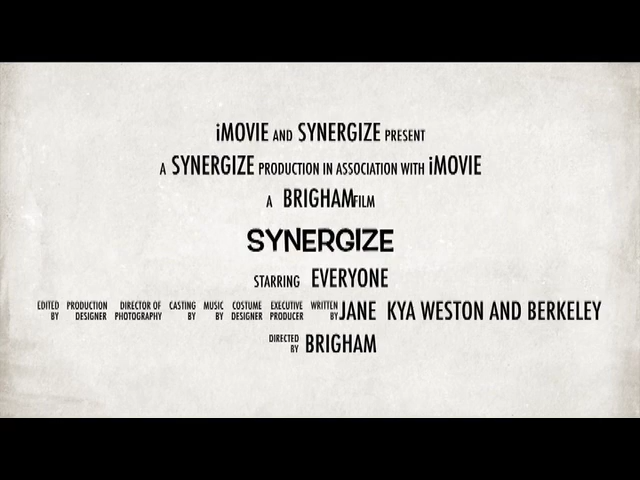 iMOVIE AND SYNERGIZE PRESENT
A SYNERGIZE PRODUCTION IN ASSOCIATION WITH iMOVIE
A BRIGHAM FILM
SYNERGIZE
STARRING EVERYONE
EDITED BY PRODUCTION DESIGNER DIRECTOR OF PHOTOGRAPHY CASTING BY MUSIC BY COSTUME DESIGNER EXECUTIVE PRODUCER WRITTEN BY JANE KYA WESTON AND BERKELEY
DIRECTED BY BRIGHAM